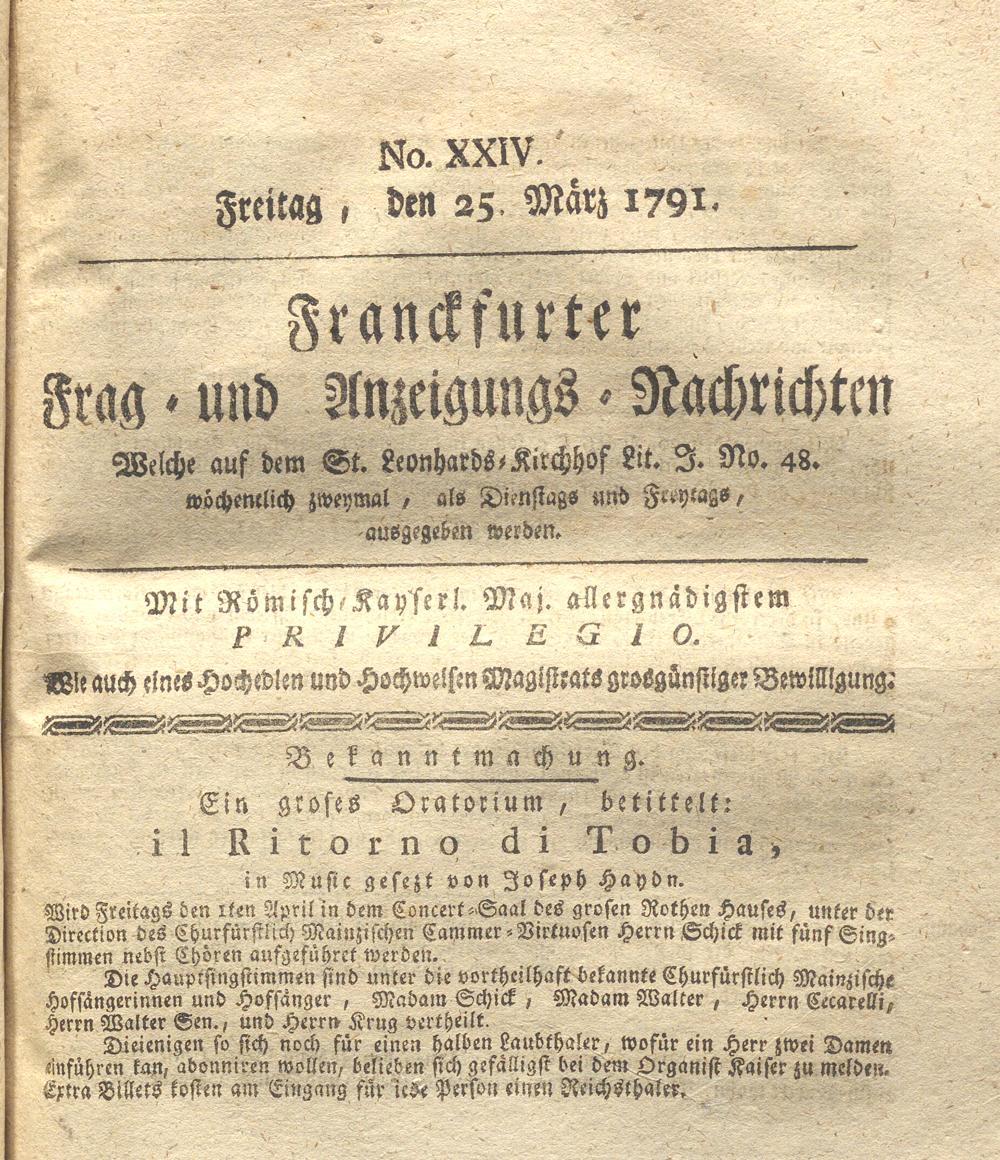 No. XXIV.
Freitag, den 25. März 1791.
Franckfurter
Frag- und Anzeigungs-Nachrichten
Welche auf dem St. Leonhards-Kirchhof Lit. J. No. 48.
wöchentlich zweymal, als Dienstags und Freytags,
ausgegeben werden.
Mit Römisch-Kayserl. Maj. allergnädigstem
PRIVILEGIO.
Wie auch eines Hochedlen und Hochweisen Magistrats grosgünstiger Bewilligung.
Bekanntmachung.
Ein groses Oratorium, betittelt:
il Ritorno di Tobia,
in Music gesezt von Joseph Haydn.
Wird Freitags den 1ten April in dem Concert-Saal des grosen Rothen Hauses, unter der
Direction des Churfürstlich Mainzischen Cammer-Virtuosen Herrn Schick mit fünf Sing-
stimmen nebst Chören aufgeführet werden.
Die Hauptsingstimmen sind unter die vortheilhaft bekannte Churfürstlich Mainzische
Hofsängerinnen und Hofsänger, Madam Schick, Madam Walter, Herrn Cecarelli,
Herrn Walter Sen., und Herrn Krug vertheilt.
Dieienigen so sich noch für einen halben Laubthaler, wofür ein Herr zwei Damen
einführen kan, abonniren wollen, belieben sich gefälligst bei dem Organist Kaiser zu melden.
Extra Billets kosten am Eingang für iede Person einen Reichsthaler.